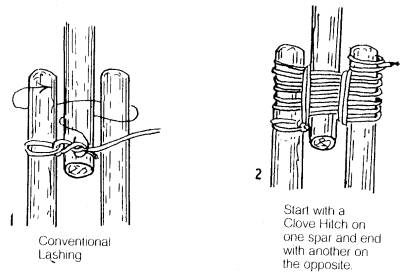 1
Conventional
Lashing
2
Start with a
Clove Hitch on
one spar and end
with another on
the opposite.